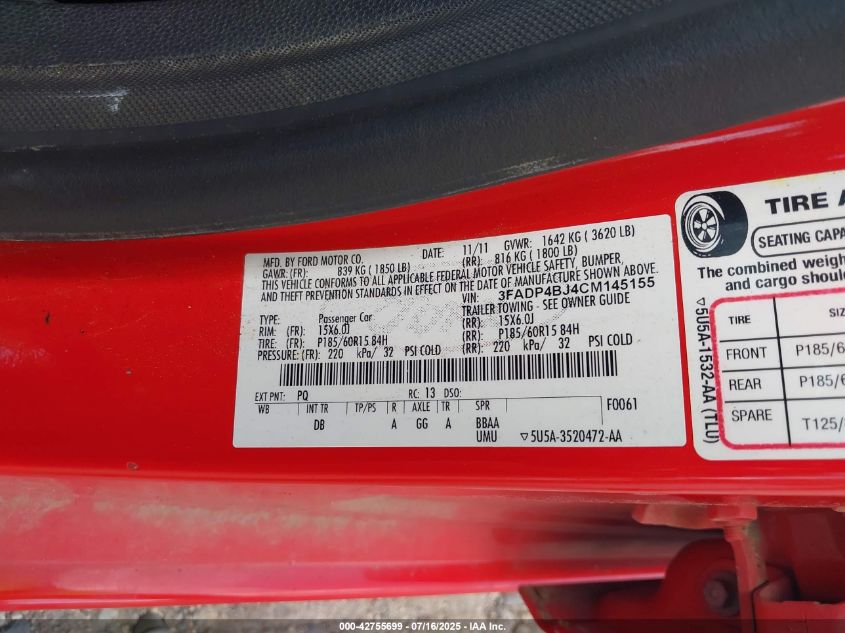 MFD. BY FORD MOTOR CO. DATE: 11/11 GVWR: 1642 KG ( 3620 LB)
GAWR: (FR): 839 KG ( 1850 LB) (RR): 816 KG ( 1800 LB)
THIS VEHICLE CONFORMS TO ALL APPLICABLE FEDERAL MOTOR VEHICLE SAFETY, BUMPER,
AND THEFT PREVENTION STANDARDS IN EFFECT ON THE DATE OF MANUFACTURE SHOWN ABOVE.
VIN: 3FADP4BJ4CM145155
TYPE: Passenger Car TRAILER TOWING - SEE OWNER GUIDE
RIM: (FR): 15X6.0J (RR): 15X6.0J
TIRE: (FR): P185/60R15 84H (RR): P185/60R15 84H
PRESSURE: (FR): 220 kPa/ 32 PSI COLD (RR): 220 kPa/ 32 PSI COLD
EXT PNT: PQ RC: 13 DSO: F0061
WB INT TR TP/PS R AXLE TR SPR
DB A GG A BBAA
UMU ▽5U5A-3520472-AA
▽5U5A-1532-AA (TLU)
TIRE A
SEATING CAPA
The combined weigh
and cargo shoul
TIRE SIZ
FRONT P185/6
REAR P185/6
SPARE T125/
000-42755699 - 07/16/2025 - IAA Inc.